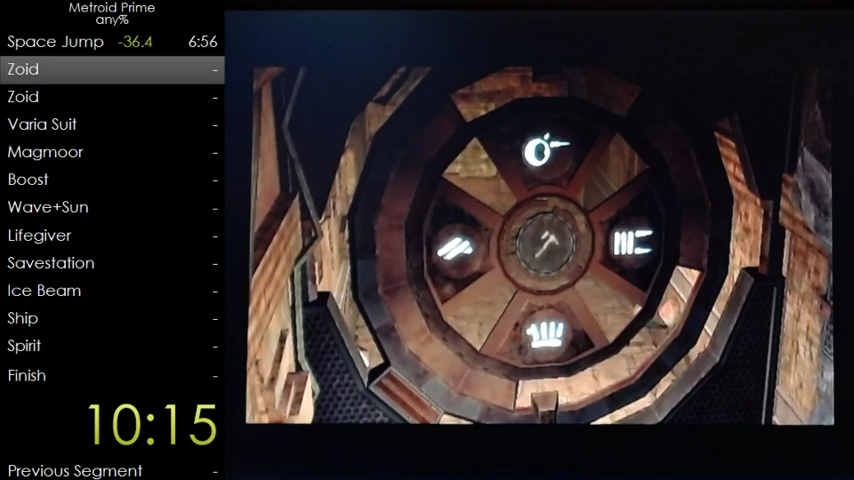 Metroid Prime
any%
Space Jump -36.4 6:56
Zoid -
Zoid -
Varia Suit -
Magmoor -
Boost -
Wave+Sun -
Lifegiver -
Savestation -
Ice Beam -
Ship -
Spirit -
Finish -
10:15
Previous Segment -